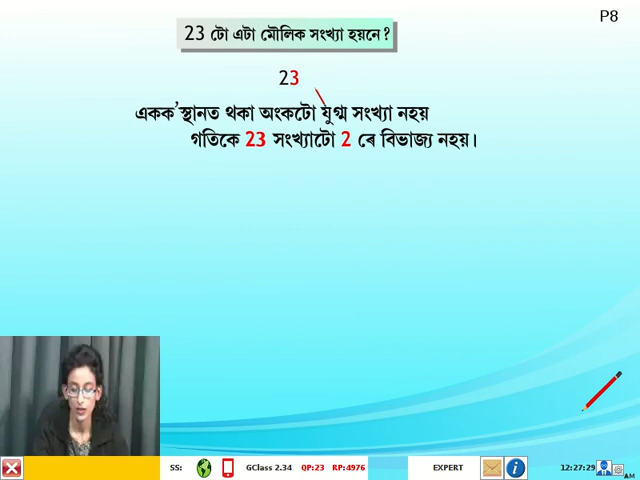 P8
23 টো এটা মৌলিক সংখ্যা হয়নে?
23
একক'স্থানত থকা অংকটো যুগ্ম সংখ্যা নহয়
গতিকে 23 সংখ্যাটো 2 ৰে বিভাজ্য নহয়।
SS: GClass 2.34 QP:23 RP:4976 EXPERT 12:27:29 AM